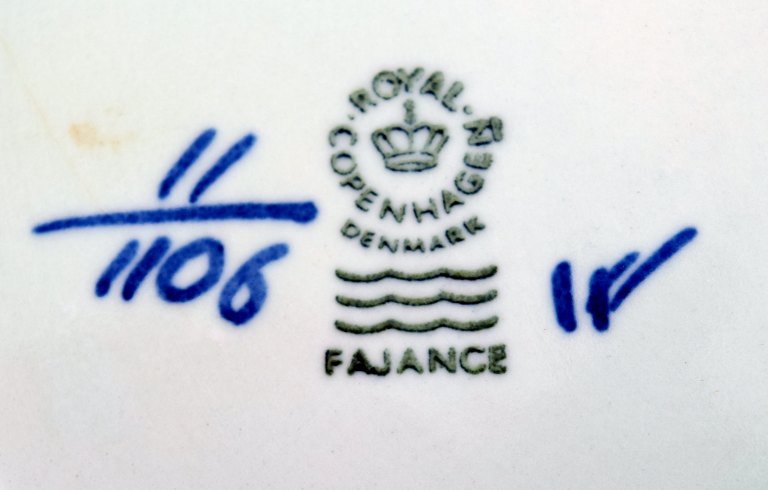 11
1106
ROYAL
COPENHAGEN
DENMARK
FAJANCE